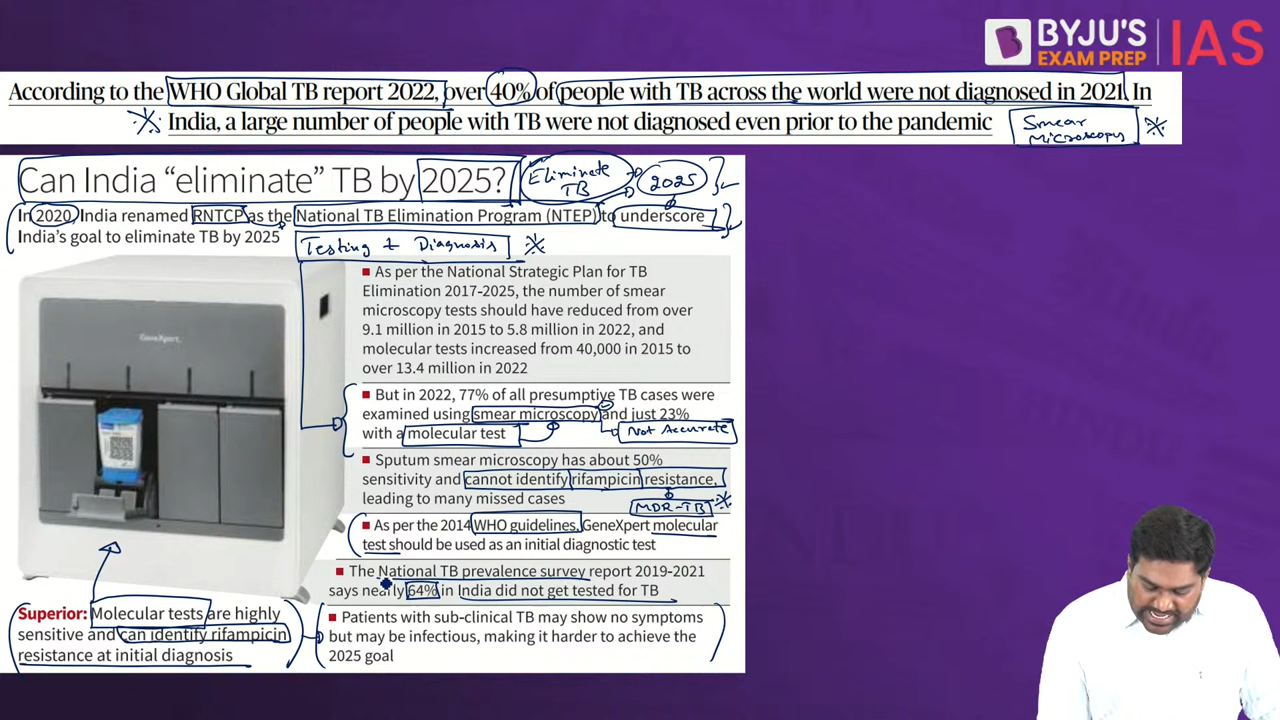 BYJU'S
EXAM PREP
IAS
According to the WHO Global TB report 2022, over 40% of people with TB across the world were not diagnosed in 2021. In
India, a large number of people with TB were not diagnosed even prior to the pandemic
Smear
Microscopy
Can India “eliminate” TB by 2025?
Eliminate
TB
2025
In 2020, India renamed RNTCP as the National TB Elimination Program (NTEP) to underscore
India's goal to eliminate TB by 2025
Testing & Diagnosis
GeneXpert
As per the National Strategic Plan for TB
Elimination 2017-2025, the number of smear
microscopy tests should have reduced from over
9.1 million in 2015 to 5.8 million in 2022, and
molecular tests increased from 40,000 in 2015 to
over 13.4 million in 2022
But in 2022, 77% of all presumptive TB cases were
examined using smear microscopy and just 23%
with a molecular test
Not Accurate
Sputum smear microscopy has about 50%
sensitivity and cannot identify rifampicin resistance,
leading to many missed cases
MDR-TB
As per the 2014 WHO guidelines, GeneXpert molecular
test should be used as an initial diagnostic test
The National TB prevalence survey report 2019-2021
says nearly 64% in India did not get tested for TB
Superior: Molecular tests are highly
sensitive and can identify rifampicin
resistance at initial diagnosis
Patients with sub-clinical TB may show no symptoms
but may be infectious, making it harder to achieve the
2025 goal